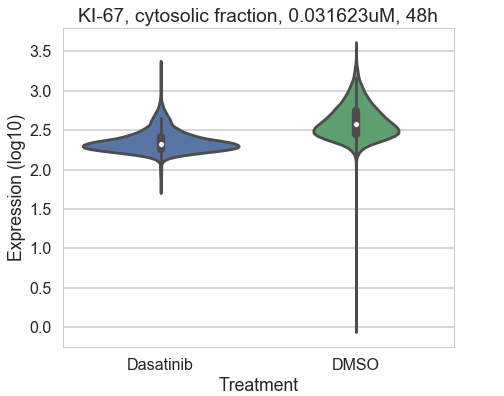 KI-67, cytosolic fraction, 0.031623uM, 48h
3.5
3.0
2.5
2.0
1.5
1.0
0.5
0.0
Expression (log10)
Dasatinib DMSO
Treatment